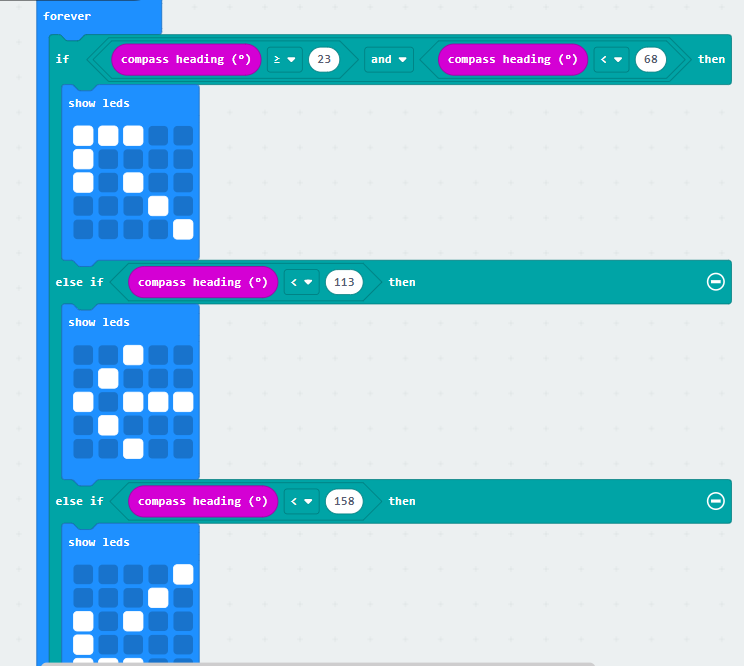 forever
if compass heading (°) ≥ 23 and compass heading (°) < 68 then
show leds
else if compass heading (°) < 113 then
show leds
else if compass heading (°) < 158 then
show leds